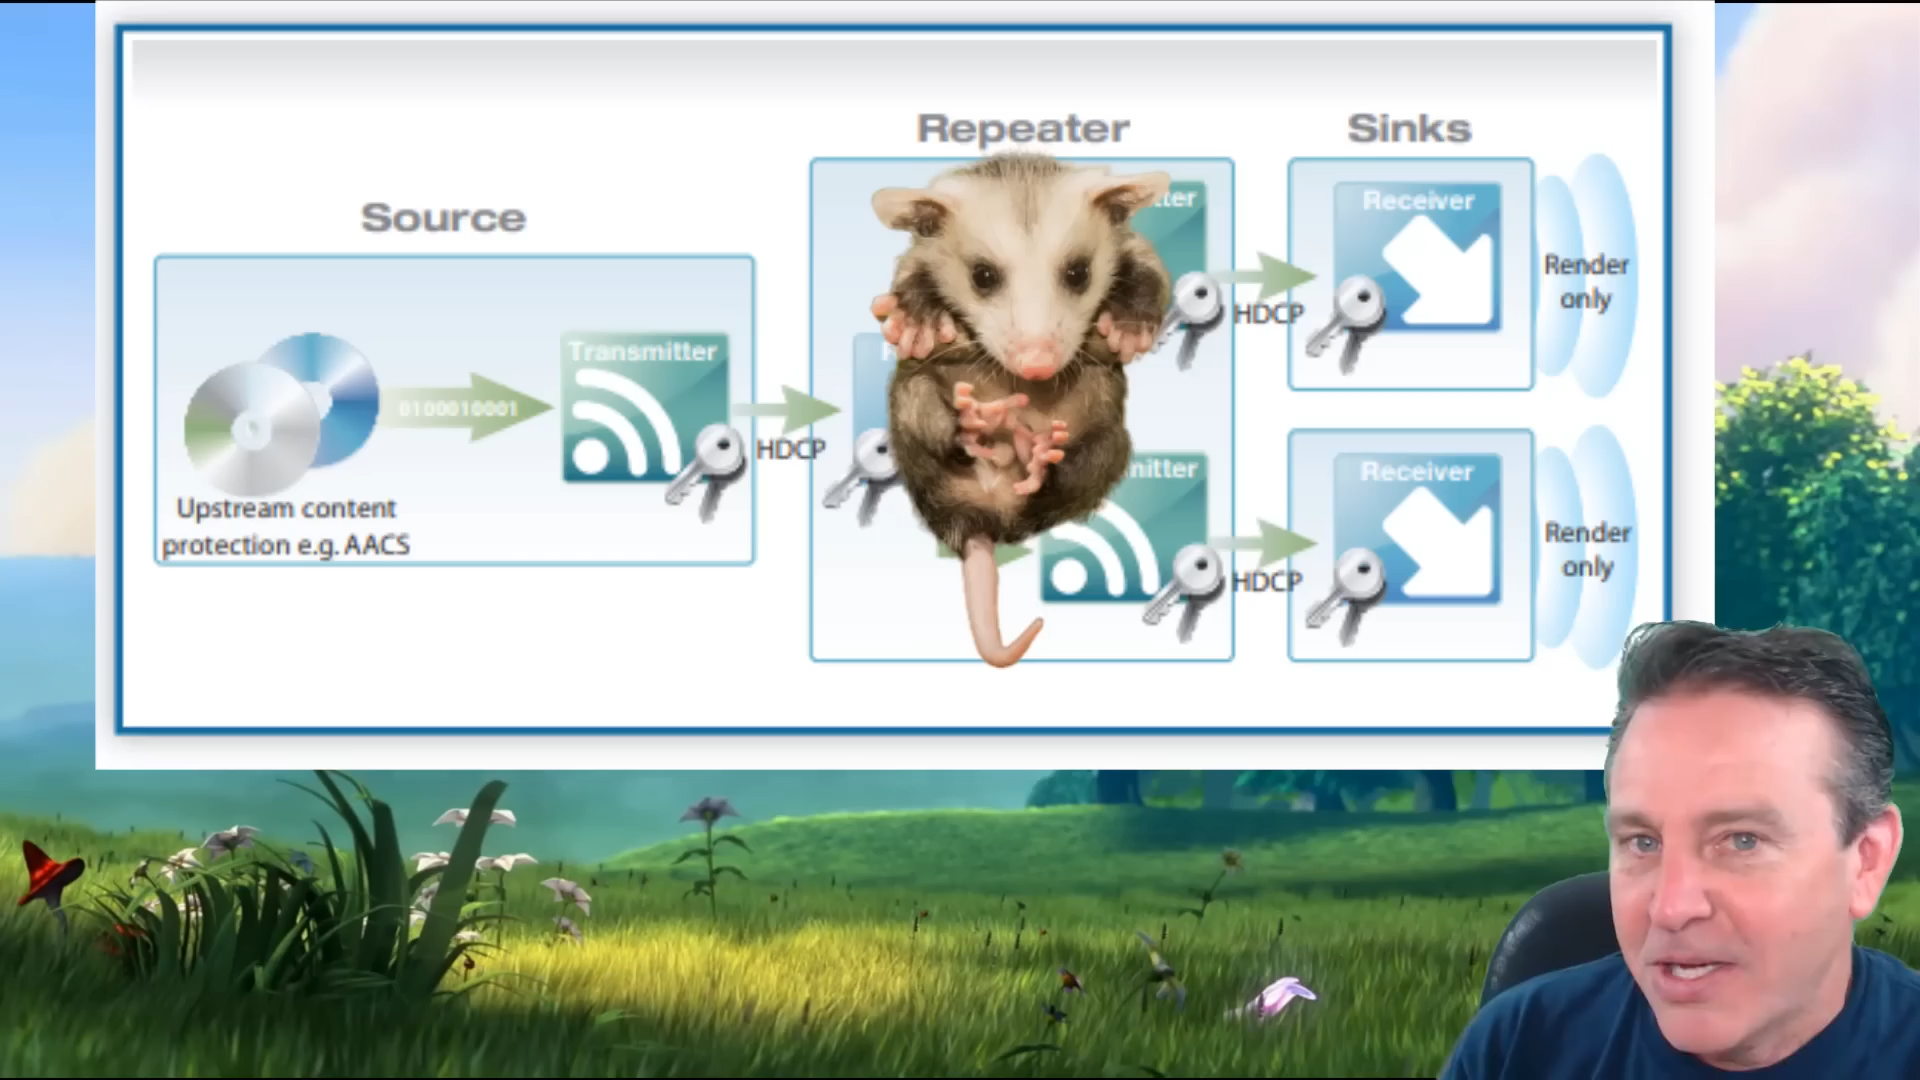 Source
Repeater
Sinks
Transmitter
0100010001
HDCP
Upstream content
protection e.g. AACS
HDCP
Receiver
Render
only
HDCP
Receiver
Render
only